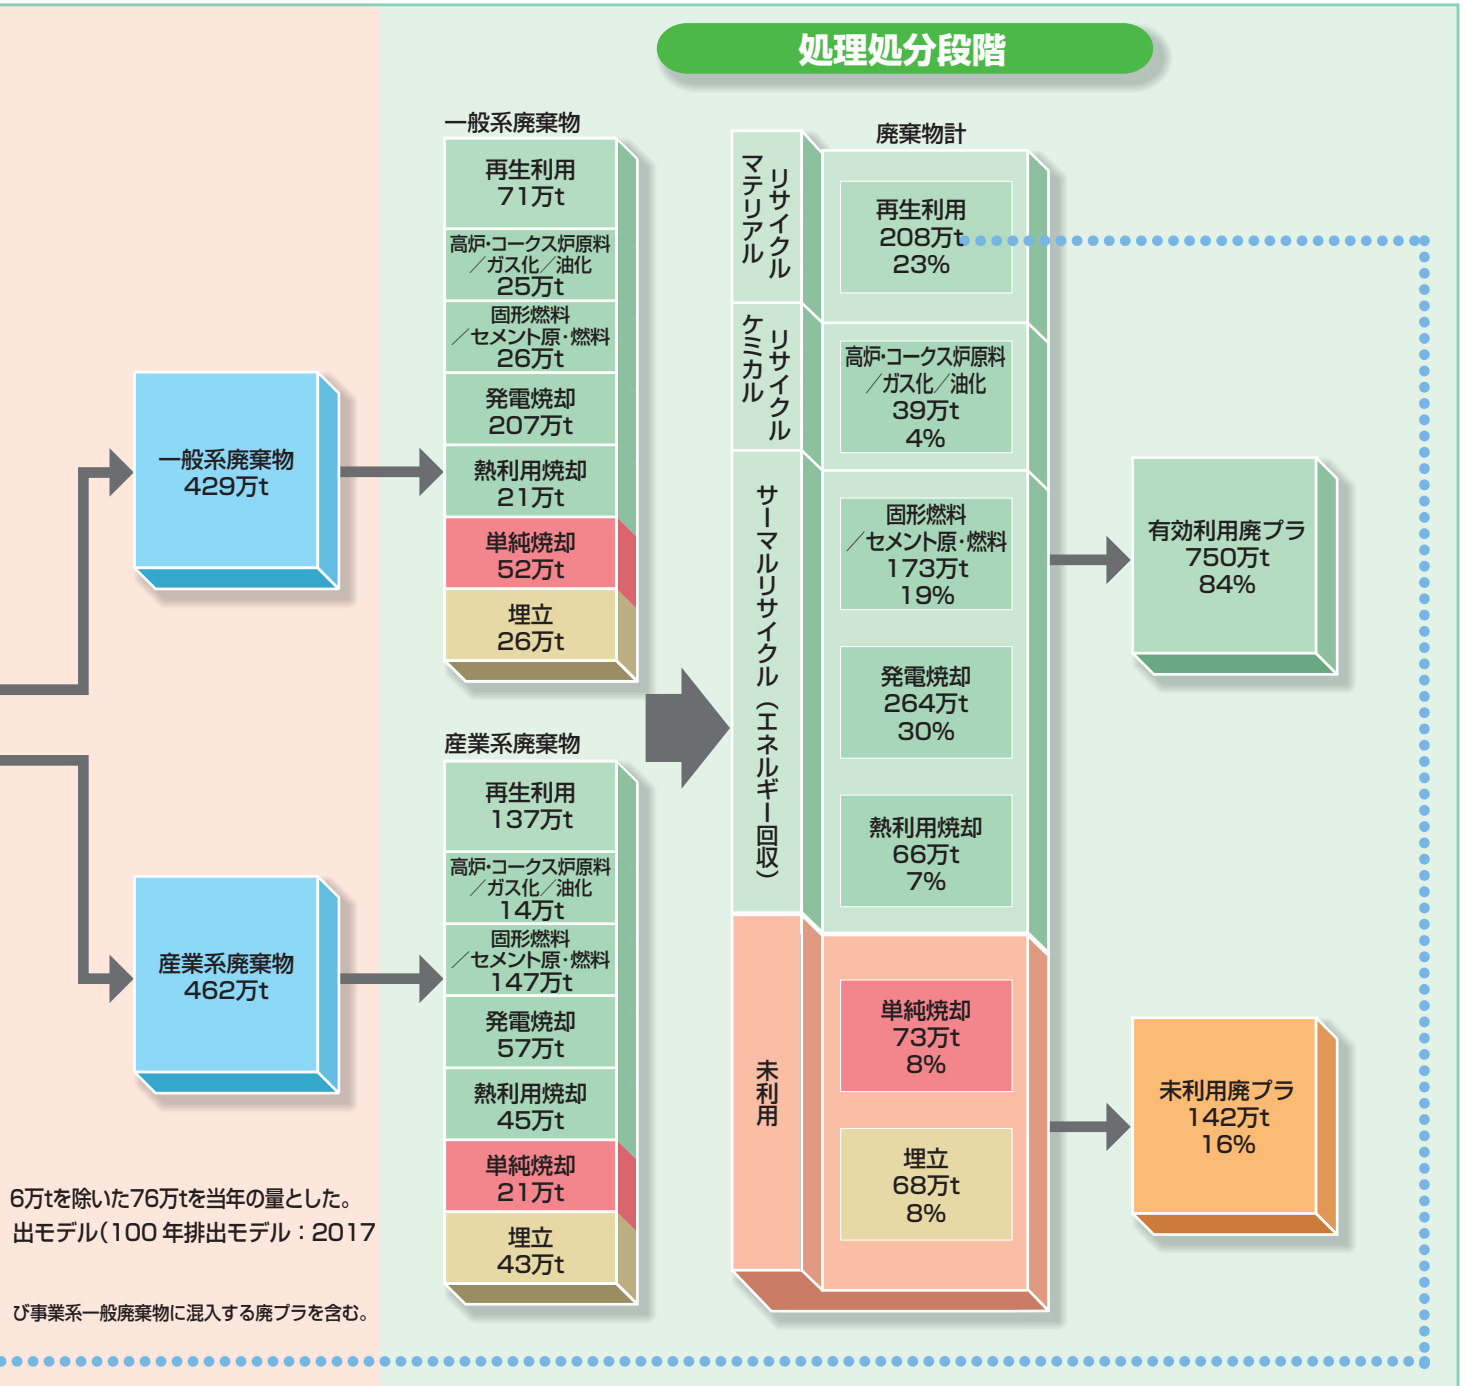 処理処分段階
一般系廃棄物
429万t
産業系廃棄物
462万t
6万tを除いた76万tを当年の量とした。
出モデル(100年排出モデル:2017
び事業系一般廃棄物に混入する廃プラを含む。
一般系廃棄物
再生利用
71万t
高炉・コークス炉原料
/ガス化/油化
25万t
固形燃料
/セメント原・燃料
26万t
発電焼却
207万t
熱利用焼却
21万t
単純焼却
52万t
埋立
26万t
産業系廃棄物
再生利用
137万t
高炉・コークス炉原料
/ガス化/油化
14万t
固形燃料
/セメント原・燃料
147万t
発電焼却
57万t
熱利用焼却
45万t
単純焼却
21万t
埋立
43万t
マテリアル
リサイクル
ケミカル
リサイクル
サーマルリサイクル(エネルギー回収)
未利用
廃棄物計
再生利用
208万t
23%
高炉・コークス炉原料
/ガス化/油化
39万t
4%
固形燃料
/セメント原・燃料
173万t
19%
発電焼却
264万t
30%
熱利用焼却
66万t
7%
単純焼却
73万t
8%
埋立
68万t
8%
有効利用廃プラ
750万t
84%
未利用廃プラ
142万t
16%